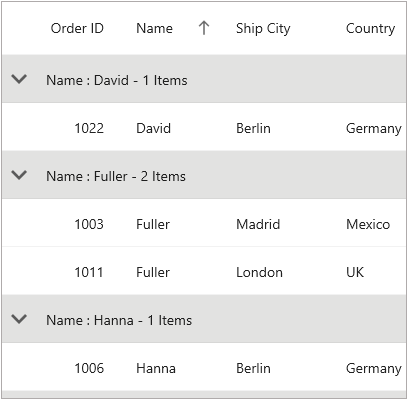 Order ID Name Ship City Country
Name : David - 1 Items
1022 David Berlin Germany
Name : Fuller - 2 Items
1003 Fuller Madrid Mexico
1011 Fuller London UK
Name : Hanna - 1 Items
1006 Hanna Berlin Germany